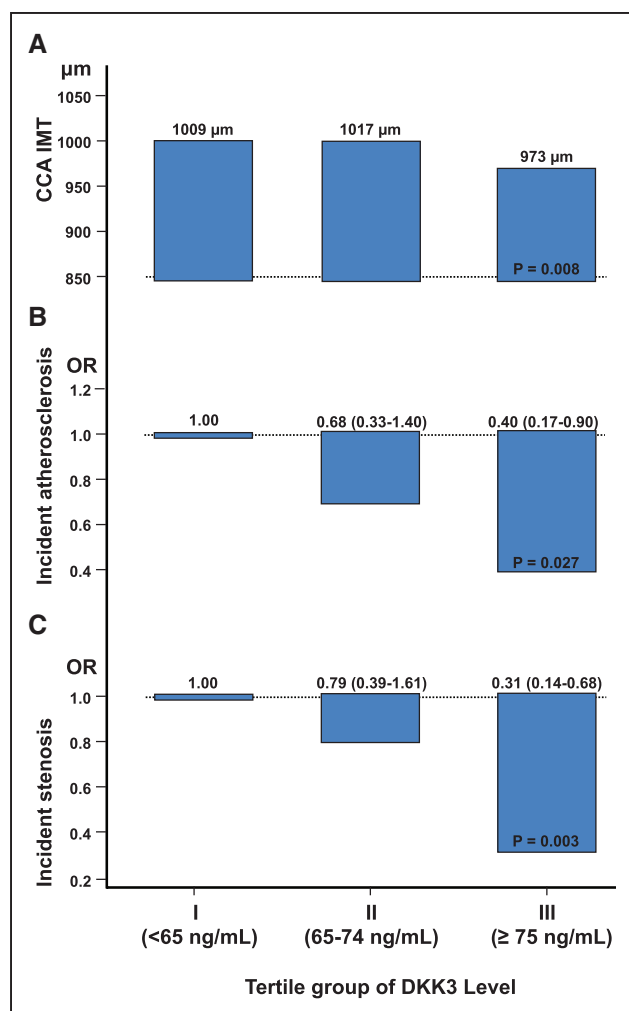 A
µm
1050
1000
950
900
850
CCA IMT
1009 µm
1017 µm
973 µm
P = 0.008
B
OR
1.2
1.0
0.8
0.6
0.4
Incident atherosclerosis
1.00
0.68 (0.33-1.40)
0.40 (0.17-0.90)
P = 0.027
C
OR
1.0
0.8
0.6
0.4
0.2
Incident stenosis
1.00
0.79 (0.39-1.61)
0.31 (0.14-0.68)
P = 0.003
I
(<65 ng/mL)
II
(65-74 ng/mL)
III
(≥ 75 ng/mL)
Tertile group of DKK3 Level